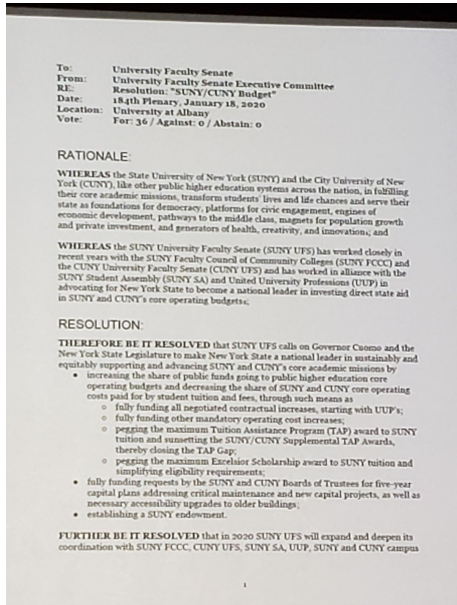 To: University Faculty Senate
From: University Faculty Senate Executive Committee
RE: Resolution: "SUNY/CUNY Budget"
Date: 184th Plenary, January 18, 2020
Location: University at Albany
Vote: For: 36 / Against: 0 / Abstain: 0
RATIONALE:
WHEREAS the State University of New York (SUNY) and the City University of New
York (CUNY), like other public higher education systems across the nation, in fulfilling
their core academic missions, transform students' lives and life chances and serve their
state as foundations for democracy, platforms for civic engagement, engines of
economic development, pathways to the middle class, magnets for population growth
and private investment, and generators of health, creativity, and innovation; and
WHEREAS the SUNY University Faculty Senate (SUNY UFS) has worked closely in
recent years with the SUNY Faculty Council of Community Colleges (SUNY FCCC) and
the CUNY University Faculty Senate (CUNY UFS) and has worked in alliance with the
SUNY Student Assembly (SUNY SA) and United University Professions (UUP) in
advocating for New York State to become a national leader in investing direct state aid
in SUNY and CUNY's core operating budgets;
RESOLUTION:
THEREFORE BE IT RESOLVED that SUNY UFS calls on Governor Cuomo and the
New York State Legislature to make New York State a national leader in sustainably and
equitably supporting and advancing SUNY and CUNY's core academic missions by
• increasing the share of public funds going to public higher education core
operating budgets and decreasing the share of SUNY and CUNY core operating
costs paid for by student tuition and fees, through such means as
o fully funding all negotiated contractual increases, starting with UUP's;
o fully funding other mandatory operating cost increases;
o pegging the maximum Tuition Assistance Program (TAP) award to SUNY
tuition and sunsetting the SUNY/CUNY Supplemental TAP Awards,
thereby closing the TAP Gap;
o pegging the maximum Excelsior Scholarship award to SUNY tuition and
simplifying eligibility requirements;
• fully funding requests by the SUNY and CUNY Boards of Trustees for five-year
capital plans addressing critical maintenance and new capital projects, as well as
necessary accessibility upgrades to older buildings;
• establishing a SUNY endowment.
FURTHER BE IT RESOLVED that in 2020 SUNY UFS will expand and deepen its
coordination with SUNY FCCC, CUNY UFS, SUNY SA, UUP, SUNY and CUNY campus
1